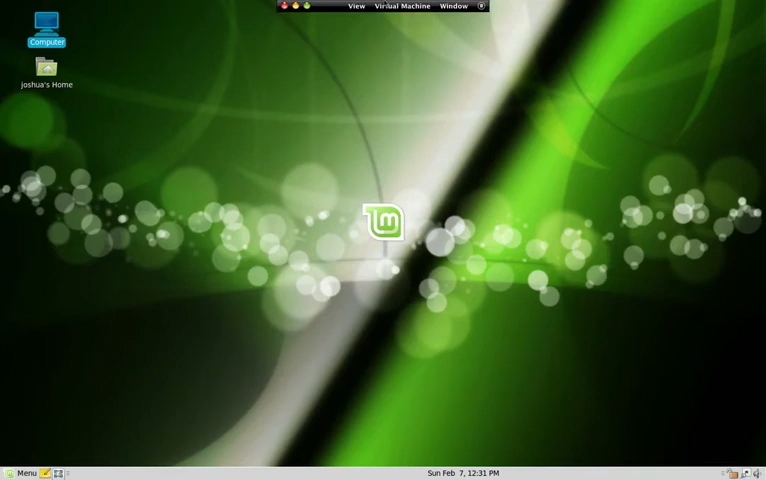 View Virtual Machine Window
Computer
joshua's Home
Menu Sun Feb 7, 12:31 PM